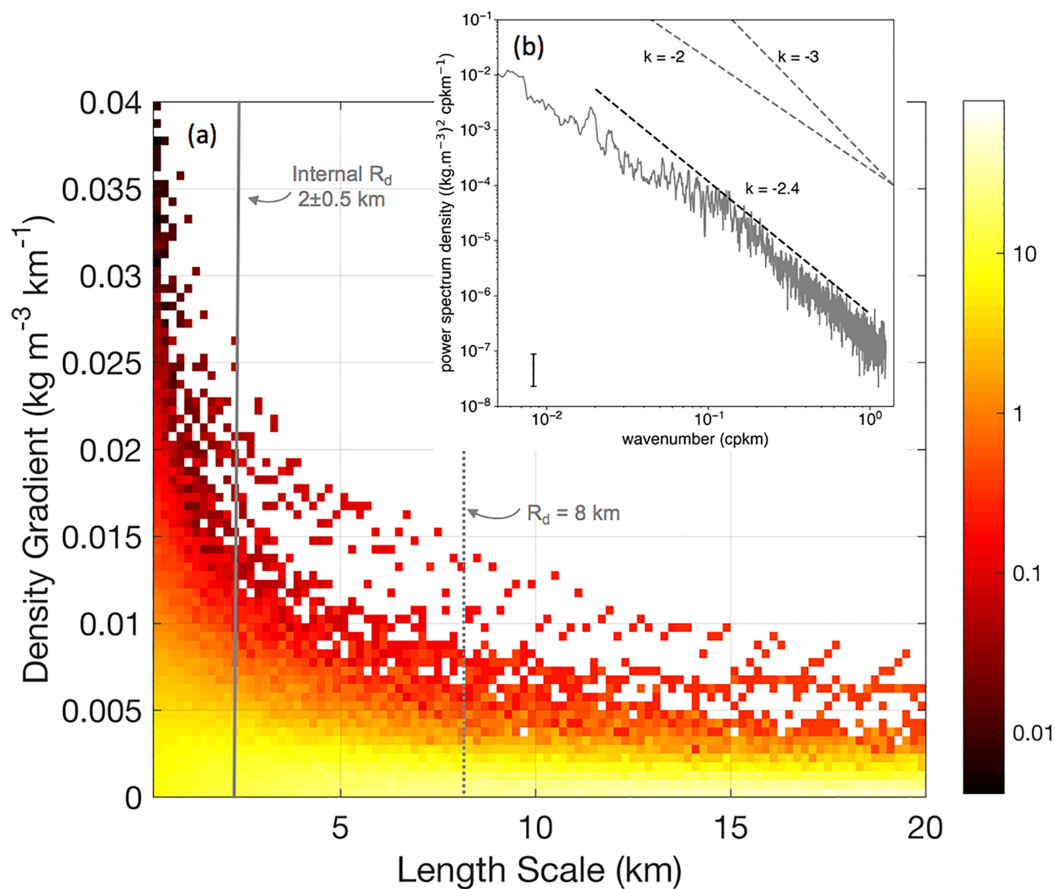 (b)
10⁻¹
10⁻²
10⁻³
10⁻⁴
10⁻⁵
10⁻⁶
10⁻⁷
10⁻⁸
power spectrum density ((kg.m⁻³)² cpkm⁻¹)
k = -2
k = -3
k = -2.4
10⁻²
10⁻¹
10⁰
wavenumber (cpkm)
(a)
0.04
0.035
0.03
0.025
0.02
0.015
0.01
0.005
0
Density Gradient (kg m⁻³ km⁻¹)
Internal R_d
2±0.5 km
R_d = 8 km
5
10
15
20
Length Scale (km)
10
1
0.1
0.01